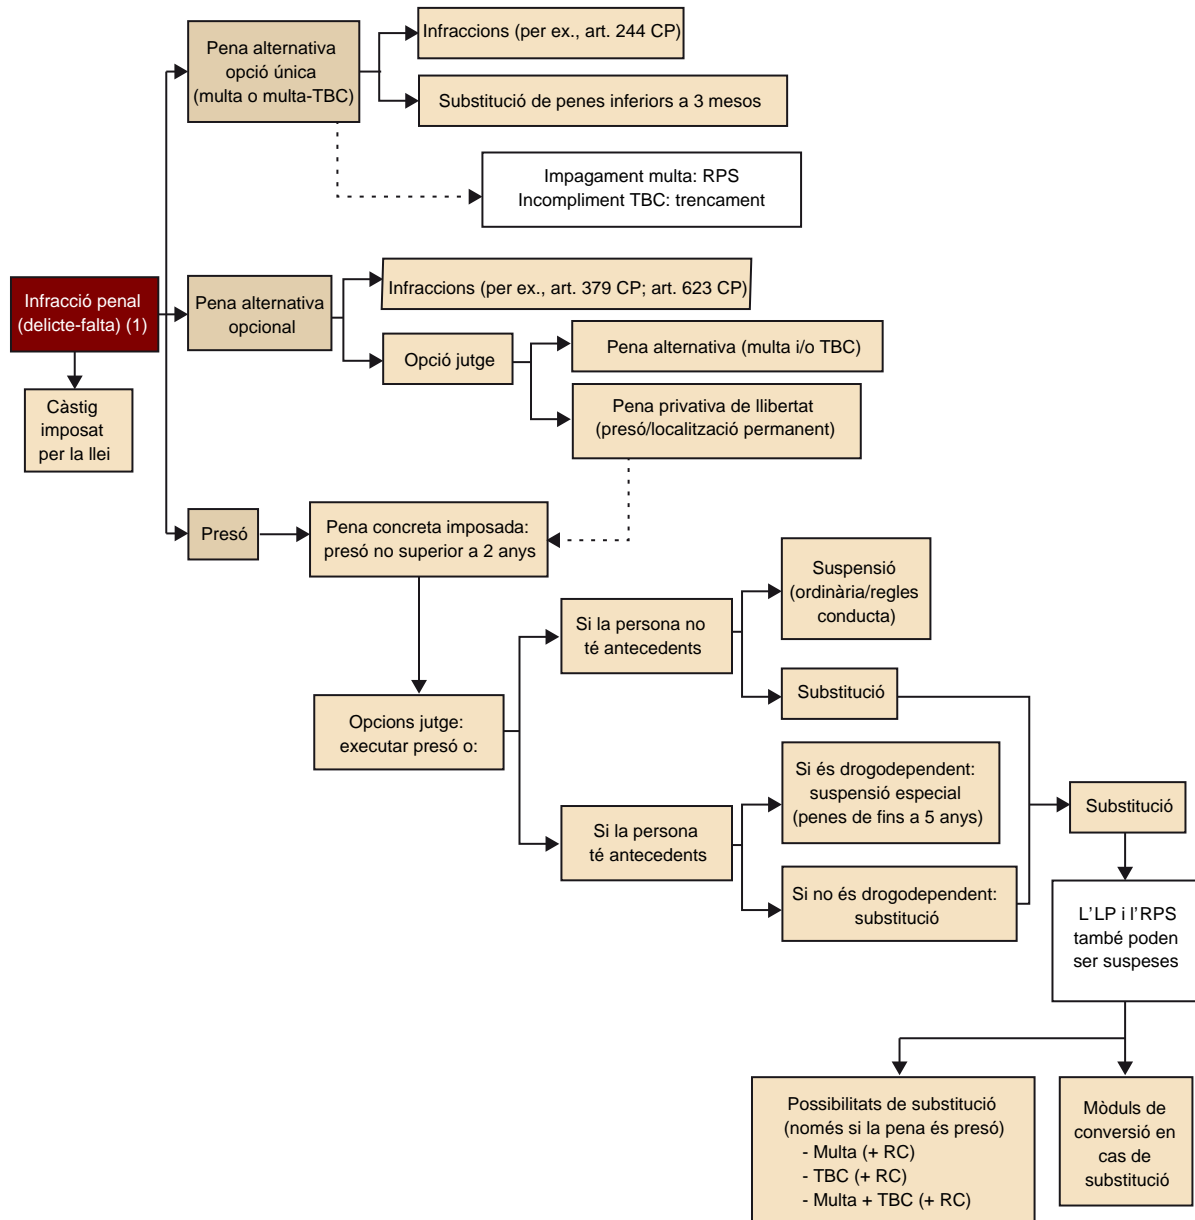 Infracció penal
(delicte-falta) (1)
Càstig
imposat
per la llei
Pena alternativa
opció única
(multa o multa-TBC)
Infraccions (per ex., art. 244 CP)
Substitució de penes inferiors a 3 mesos
Impagament multa: RPS
Incompliment TBC: trencament
Pena alternativa
opcional
Infraccions (per ex., art. 379 CP; art. 623 CP)
Opció jutge
Pena alternativa (multa i/o TBC)
Pena privativa de llibertat
(presó/localització permanent)
Presó
Pena concreta imposada:
presó no superior a 2 anys
Opcions jutge:
executar presó o:
Si la persona no
té antecedents
Suspensió
(ordinària/regles
conducta)
Substitució
Si la persona
té antecedents
Si és drogodependent:
suspensió especial
(penes de fins a 5 anys)
Si no és drogodependent:
substitució
Substitució
L'LP i l'RPS
també poden
ser suspeses
Possibilitats de substitució
(només si la pena és presó)
- Multa (+ RC)
- TBC (+ RC)
- Multa + TBC (+ RC)
Mòduls de
conversió en
cas de
substitució